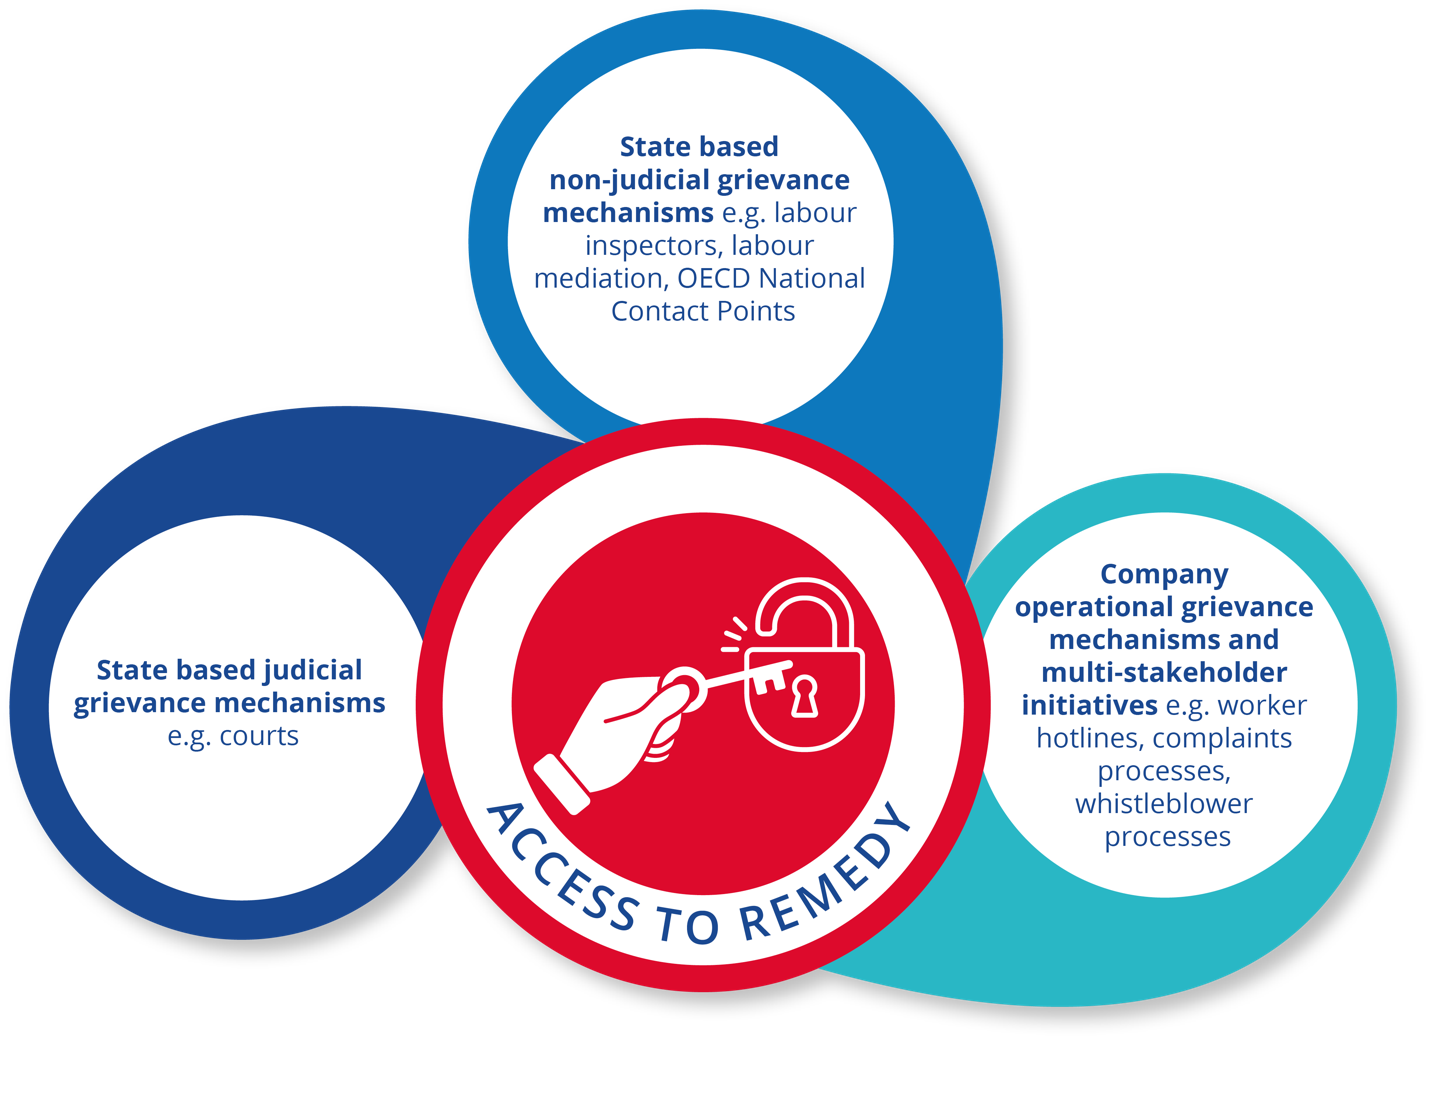 State based
non-judicial grievance
mechanisms e.g. labour
inspectors, labour
mediation, OECD National
Contact Points
State based judicial
grievance mechanisms
e.g. courts
Company
operational grievance
mechanisms and
multi-stakeholder
initiatives e.g. worker
hotlines, complaints
processes,
whistleblower
processes
ACCESS TO REMEDY